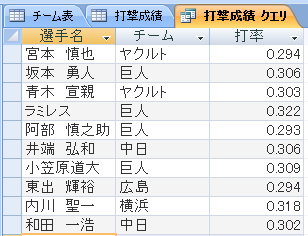 チーム表 打撃成績 打撃成績 クエリ
選手名 チーム 打率
宮本 慎也 ヤクルト 0.294
坂本 勇人 巨人 0.306
青木 宣親 ヤクルト 0.303
ラミレス 巨人 0.322
阿部 慎之助 巨人 0.293
井端 弘和 中日 0.306
小笠原道大 巨人 0.309
東出 輝裕 広島 0.294
内川 聖一 横浜 0.318
和田 一浩 中日 0.302